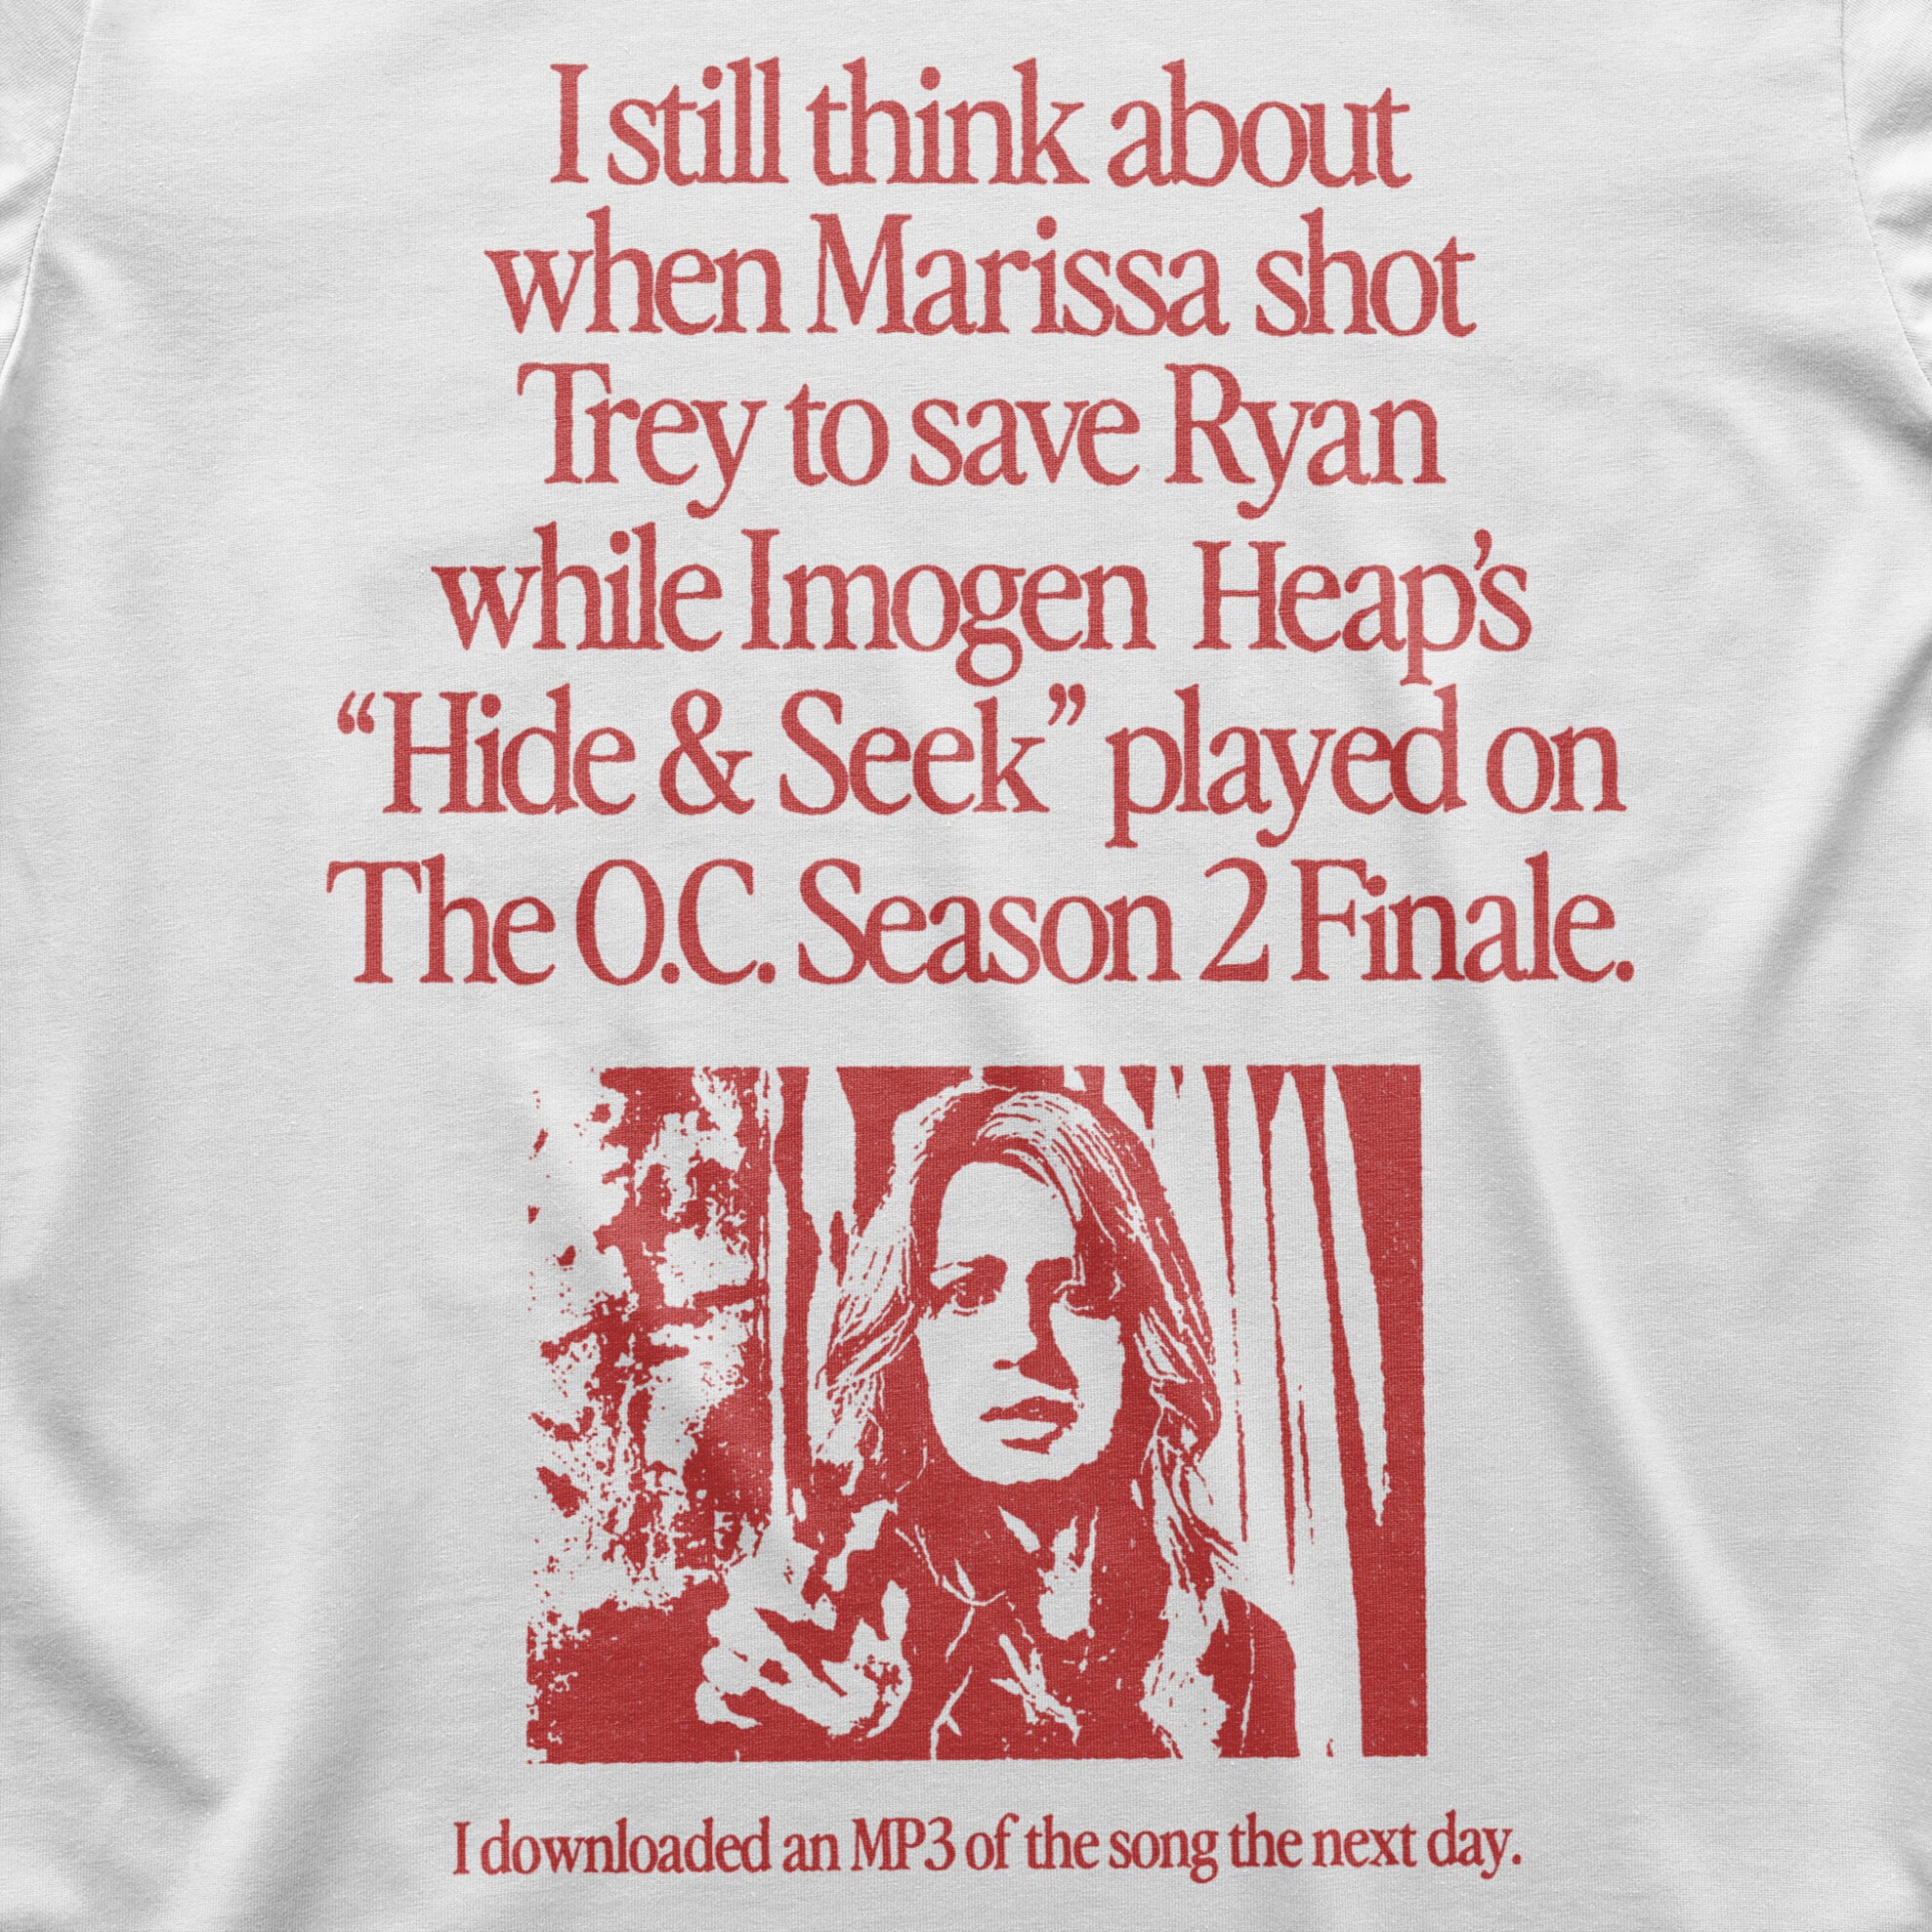 I still think about
when Marissa shot
Trey to save Ryan
while Imogen Heap's
“Hide & Seek” played on
The O.C. Season 2 Finale.
I downloaded an MP3 of the song the next day.